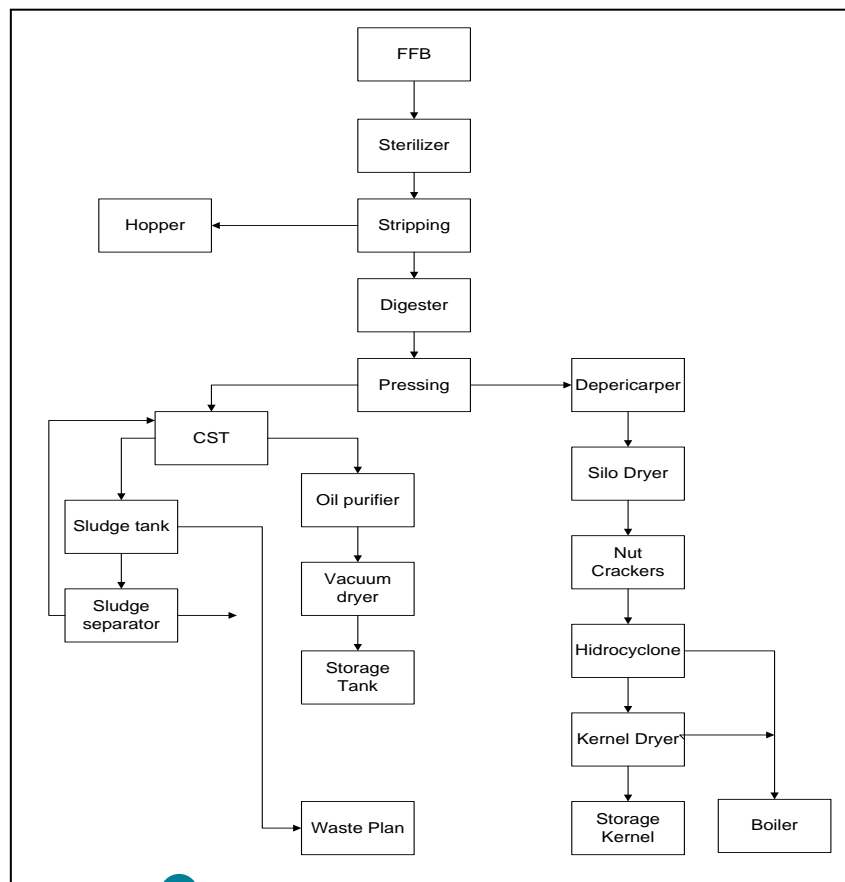 FFB
Sterilizer
Hopper
Stripping
Digester
Pressing
Depericarper
CST
Silo Dryer
Oil purifier
Sludge tank
Nut
Crackers
Vacuum
dryer
Sludge
separator
Hidrocyclone
Storage
Tank
Kernel Dryer
Waste Plan
Storage
Kernel
Boiler